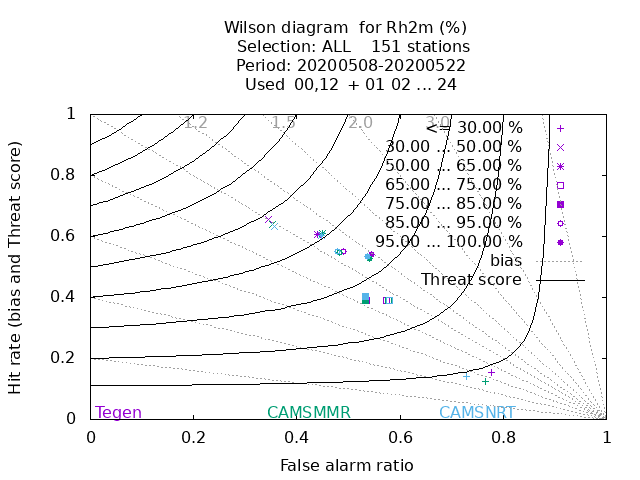 Wilson diagram  for Rh2m (%)
Selection: ALL    151 stations
Period: 20200508-20200522
Used  00,12  + 01 02 ... 24
1.2 1.5 2.0 3.0
<= 30.00 %
30.00 ... 50.00 %
50.00 ... 65.00 %
65.00 ... 75.00 %
75.00 ... 85.00 %
85.00 ... 95.00 %
95.00 ... 100.00 %
bias
Threat score
Hit rate (bias and Threat score)
1
0.8
0.6
0.4
0.2
0
Tegen CAMSMMR CAMSNRT
0 0.2 0.4 0.6 0.8 1
False alarm ratio